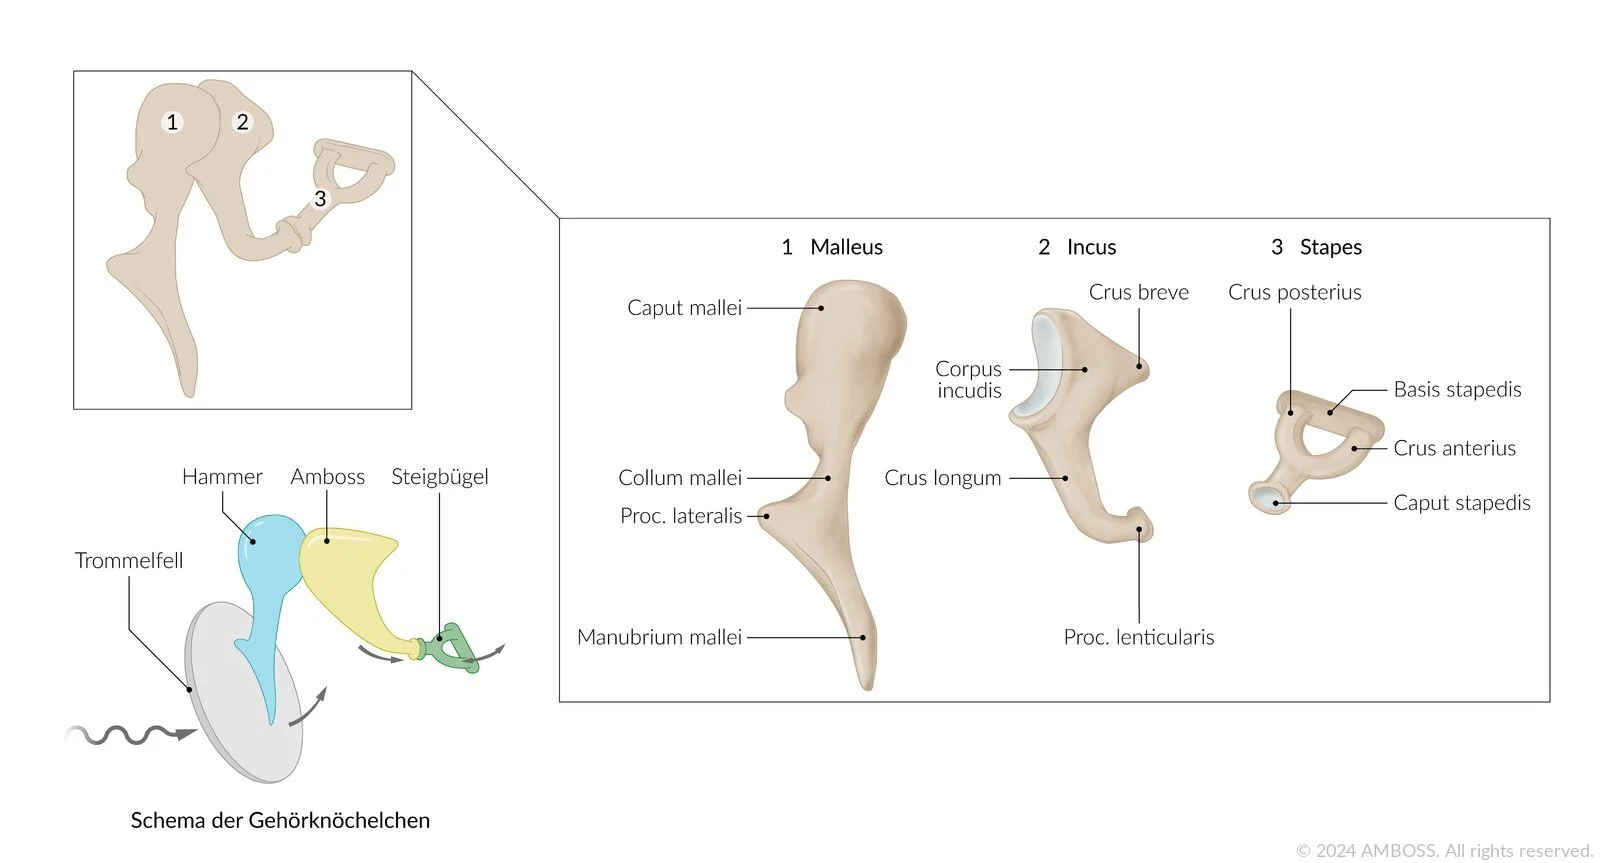 1
2
3
1 Malleus
2 Incus
3 Stapes
Caput mallei
Collum mallei
Proc. lateralis
Manubrium mallei
Crus breve
Corpus
incudis
Crus longum
Proc. lenticularis
Crus posterius
Basis stapedis
Crus anterius
Caput stapedis
Hammer
Amboss
Steigbügel
Trommelfell
Schema der Gehörknöchelchen
© 2024 AMBOSS. All rights reserved.